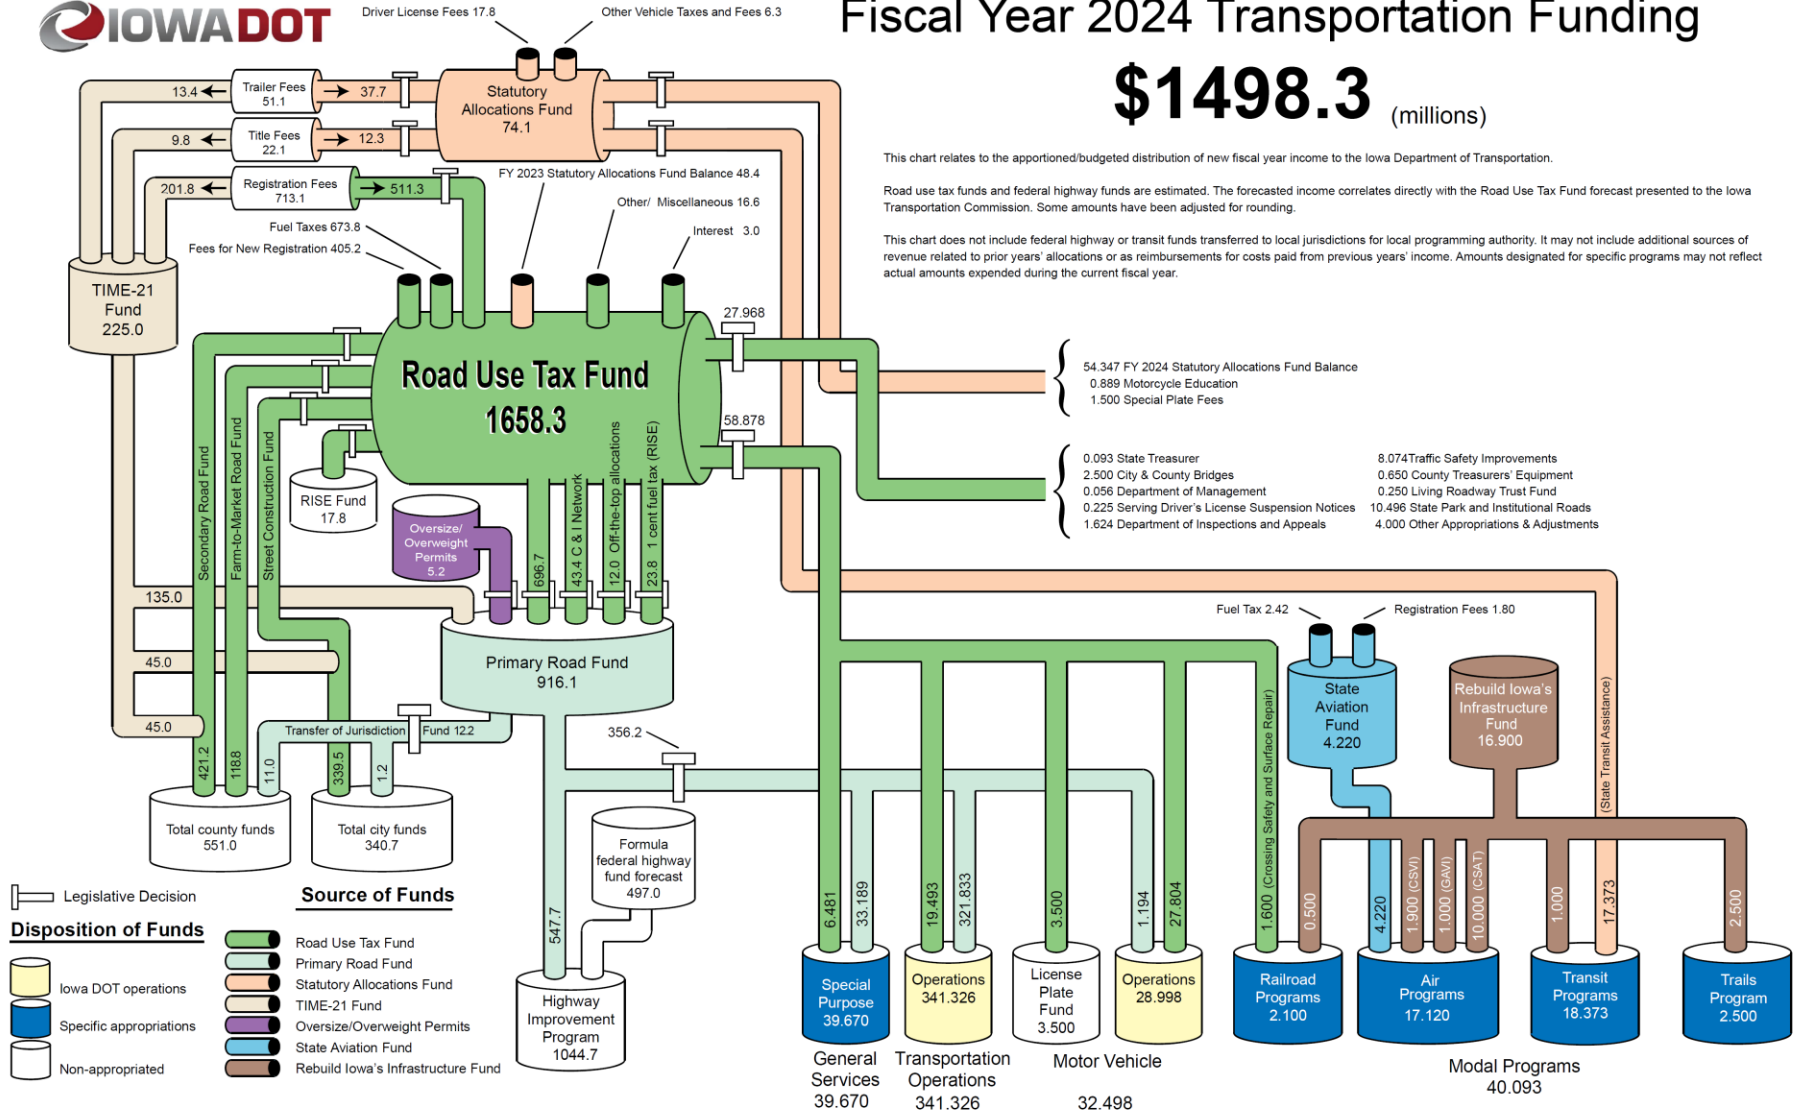 IOWADOT
Driver License Fees 17.8
Other Vehicle Taxes and Fees 6.3
Fiscal Year 2024 Transportation Funding
$1498.3
(millions)
This chart relates to the apportioned/budgeted distribution of new fiscal year income to the Iowa Department of Transportation.
Road use tax funds and federal highway funds are estimated. The forecasted income correlates directly with the Road Use Tax Fund forecast presented to the Iowa
Transportation Commission. Some amounts have been adjusted for rounding.
This chart does not include federal highway or transit funds transferred to local jurisdictions for local programming authority. It may not include additional sources of
revenue related to prior years' allocations or as reimbursements for costs paid from previous years' income. Amounts designated for specific programs may not reflect
actual amounts expended during the current fiscal year.
13.4
Trailer Fees
51.1
37.7
9.8
Title Fees
22.1
12.3
201.8
Registration Fees
713.1
511.3
Statutory
Allocations Fund
74.1
FY 2023 Statutory Allocations Fund Balance 48.4
Other/ Miscellaneous 16.6
Interest 3.0
Fuel Taxes 673.8
Fees for New Registration 405.2
TIME-21
Fund
225.0
Road Use Tax Fund
1658.3
27.968
58.878
54.347 FY 2024 Statutory Allocations Fund Balance
0.889 Motorcycle Education
1.500 Special Plate Fees
0.093 State Treasurer
2.500 City & County Bridges
0.056 Department of Management
0.225 Serving Driver's License Suspension Notices
1.624 Department of Inspections and Appeals
8.074Traffic Safety Improvements
0.650 County Treasurers' Equipment
0.250 Living Roadway Trust Fund
10.496 State Park and Institutional Roads
4.000 Other Appropriations & Adjustments
Secondary Road Fund
Farm-to-Market Road Fund
Street Construction Fund
RISE Fund
17.8
Oversize/
Overweight
Permits
5.2
696.7
43.4 C & I Network
12.0 Off-the-top allocations
23.8 1 cent fuel tax (RISE)
135.0
45.0
45.0
Primary Road Fund
916.1
Transfer of Jurisdiction Fund 12.2
356.2
421.2
118.8
11.0
339.5
1.2
Total county funds
551.0
Total city funds
340.7
Formula
federal highway
fund forecast
497.0
547.7
Highway
Improvement
Program
1044.7
Fuel Tax 2.42
Registration Fees 1.80
State
Aviation
Fund
4.220
Rebuild Iowa's
Infrastructure
Fund
16.900
6.481
33.189
19.493
321.833
3.500
1.194
27.804
1.600 (Crossing Safety and Surface Repair)
0.500
4.220
1.900 (CSVI)
1.000 (GAVI)
10.000 (CSAT)
1.000
17.373
(State Transit Assistance)
2.500
Special
Purpose
39.670
Operations
341.326
License
Plate
Fund
3.500
Operations
28.998
Railroad
Programs
2.100
Air
Programs
17.120
Transit
Programs
18.373
Trails
Program
2.500
General
Services
39.670
Transportation
Operations
341.326
Motor Vehicle
32.498
Modal Programs
40.093
Legislative Decision
Disposition of Funds
Iowa DOT operations
Specific appropriations
Non-appropriated
Source of Funds
Road Use Tax Fund
Primary Road Fund
Statutory Allocations Fund
TIME-21 Fund
Oversize/Overweight Permits
State Aviation Fund
Rebuild Iowa's Infrastructure Fund